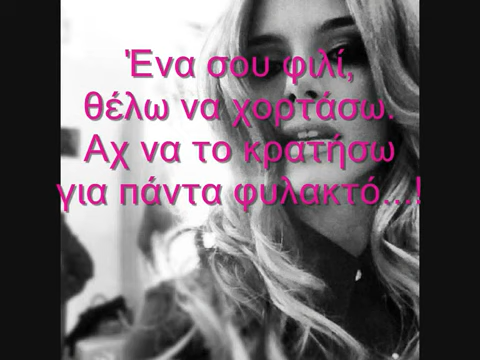 Ένα σου φιλί,
θέλω να χορτάσω.
Αχ να το κρατήσω
για πάντα φυλακτό...!